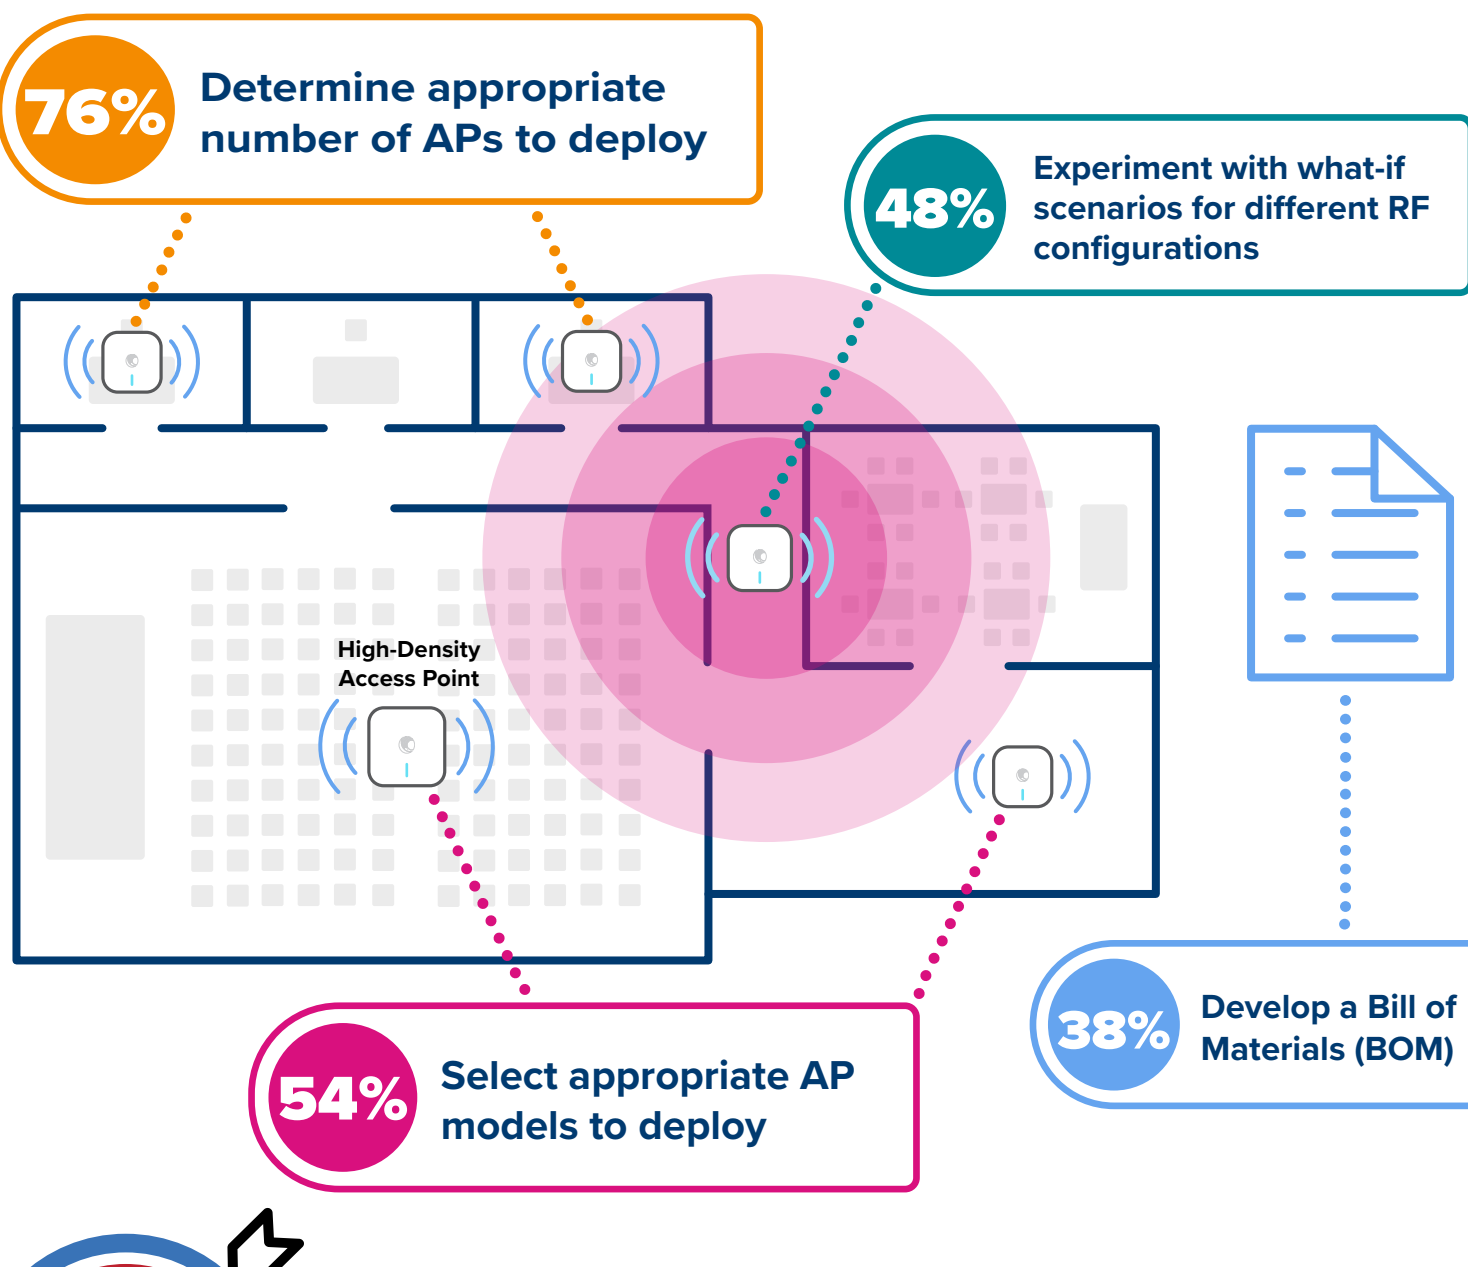 76%
Determine appropriate
number of APs to deploy
48%
Experiment with what-if
scenarios for different RF
configurations
High-Density
Access Point
38%
Develop a Bill of
Materials (BOM)
54%
Select appropriate AP
models to deploy